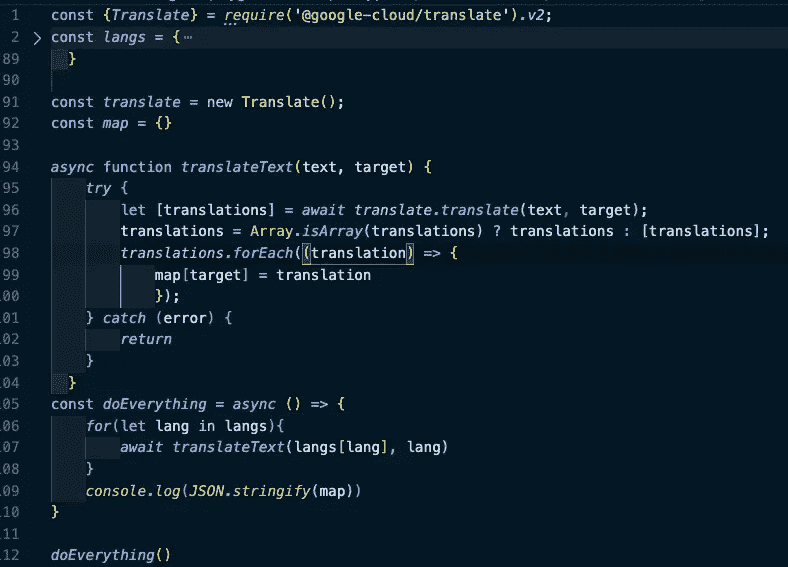 1 const {Translate} = require('@google-cloud/translate').v2;
2 const langs = {⋯
89 }
90
91 const translate = new Translate();
92 const map = {}
93
94 async function translateText(text, target) {
95 try {
96 let [translations] = await translate.translate(text, target);
97 translations = Array.isArray(translations) ? translations : [translations];
98 translations.forEach((translation) => {
99 map[target] = translation
00 });
01 } catch (error) {
02 return
03 }
04 }
05 const doEverything = async () => {
06 for(let lang in langs){
07 await translateText(langs[lang], lang)
08 }
09 console.log(JSON.stringify(map))
10 }
11
12 doEverything()